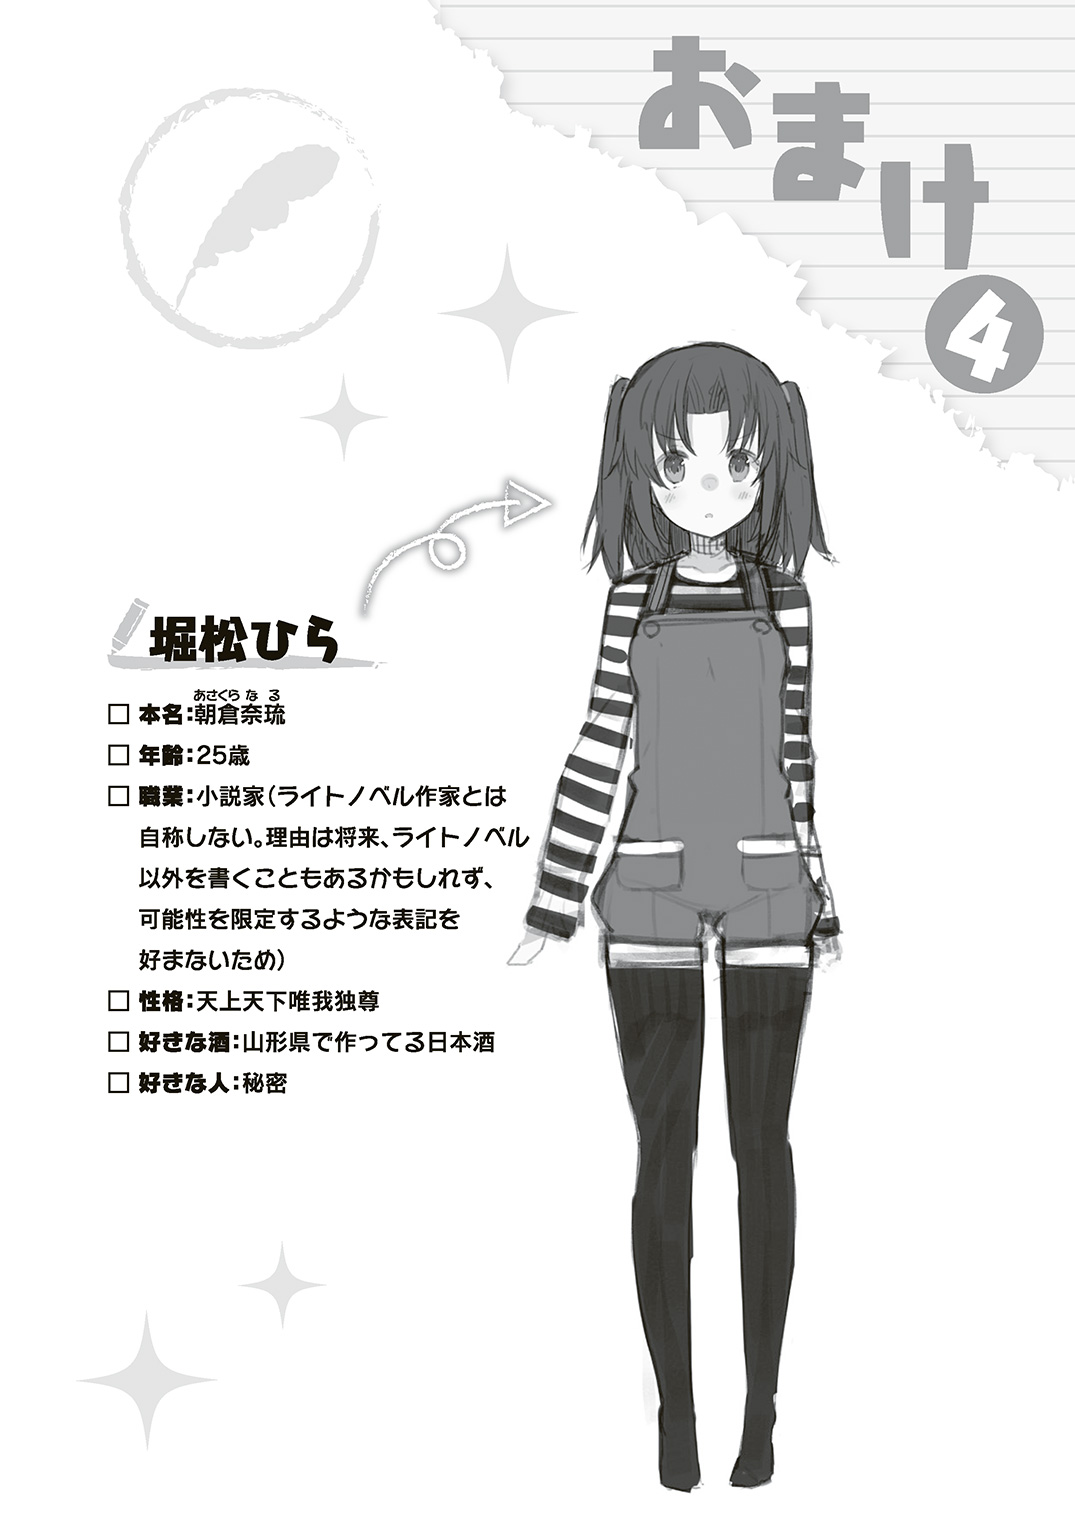 おまけ
4
堀松ひら
あさくら な る
□ 本名：朝倉奈琉
□ 年齢：25歳
□ 職業：小説家（ライトノベル作家とは
自称しない。理由は将来、ライトノベル
以外を書くこともあるかもしれず、
可能性を限定するような表記を
好まないため）
□ 性格：天上天下唯我独尊
□ 好きな酒：山形県で作ってる日本酒
□ 好きな人：秘密